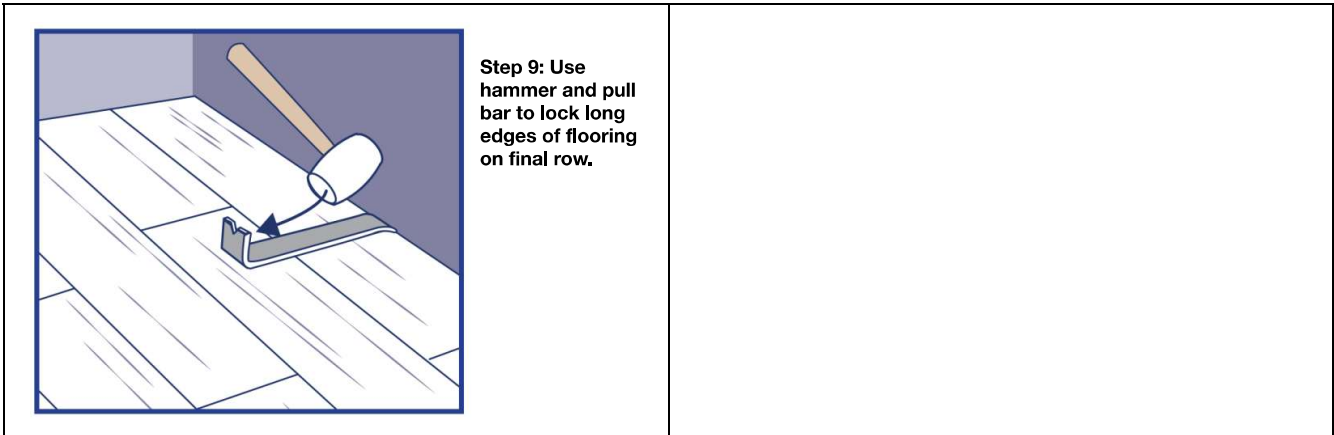 Step 9: Use
hammer and pull
bar to lock long
edges of flooring
on final row.